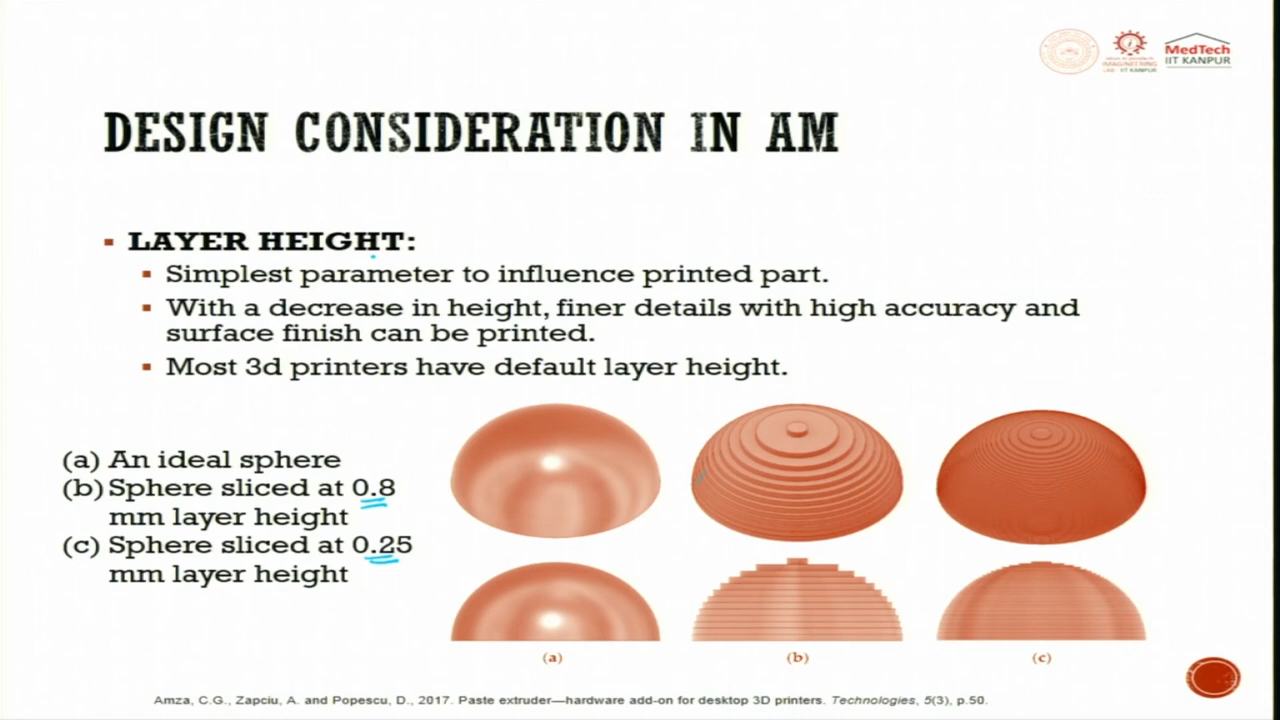 MedTech
IIT KANPUR
DESIGN CONSIDERATION IN AM
▪ LAYER HEIGHT:
▪ Simplest parameter to influence printed part.
▪ With a decrease in height, finer details with high accuracy and
surface finish can be printed.
▪ Most 3d printers have default layer height.
(a) An ideal sphere
(b) Sphere sliced at 0.8
mm layer height
(c) Sphere sliced at 0.25
mm layer height
(a)
(b)
(c)
Amza, C.G., Zapciu, A. and Popescu, D., 2017. Paste extruder—hardware add-on for desktop 3D printers. Technologies, 5(3), p.50.